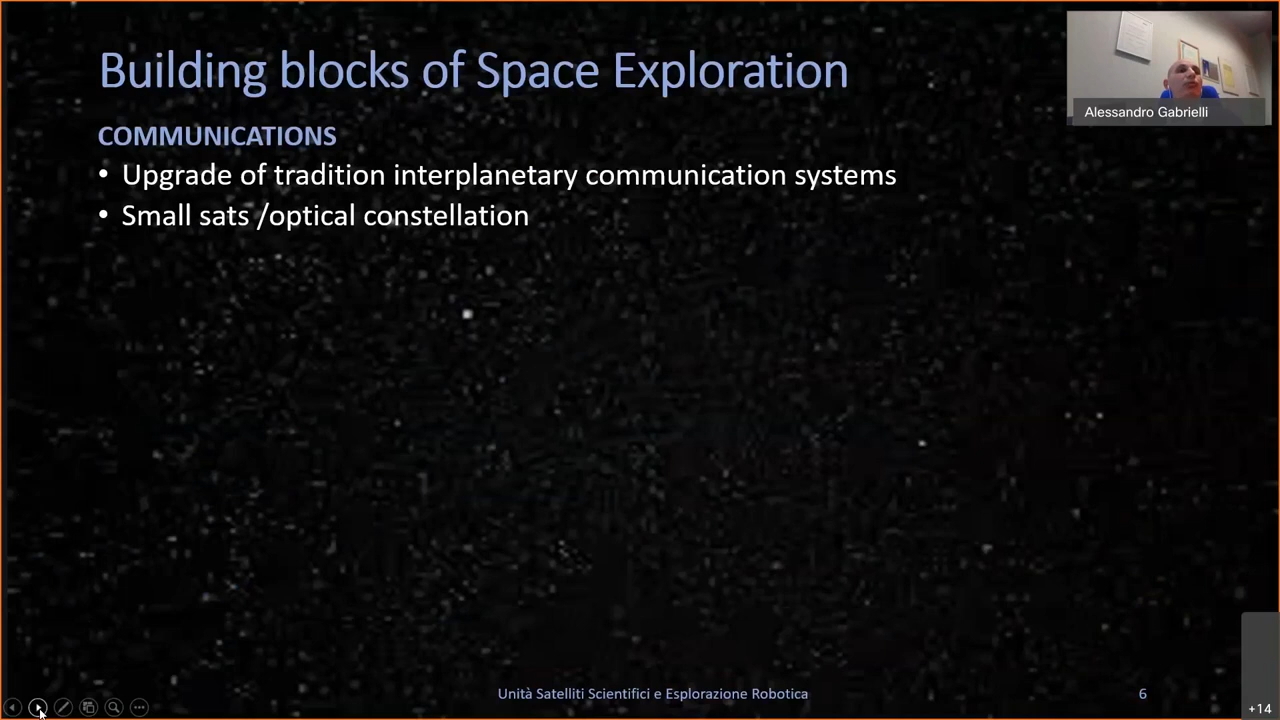 Building blocks of Space Exploration
Alessandro Gabrielli
COMMUNICATIONS
• Upgrade of tradition interplanetary communication systems
• Small sats /optical constellation
Unità Satelliti Scientifici e Esplorazione Robotica
6
+14